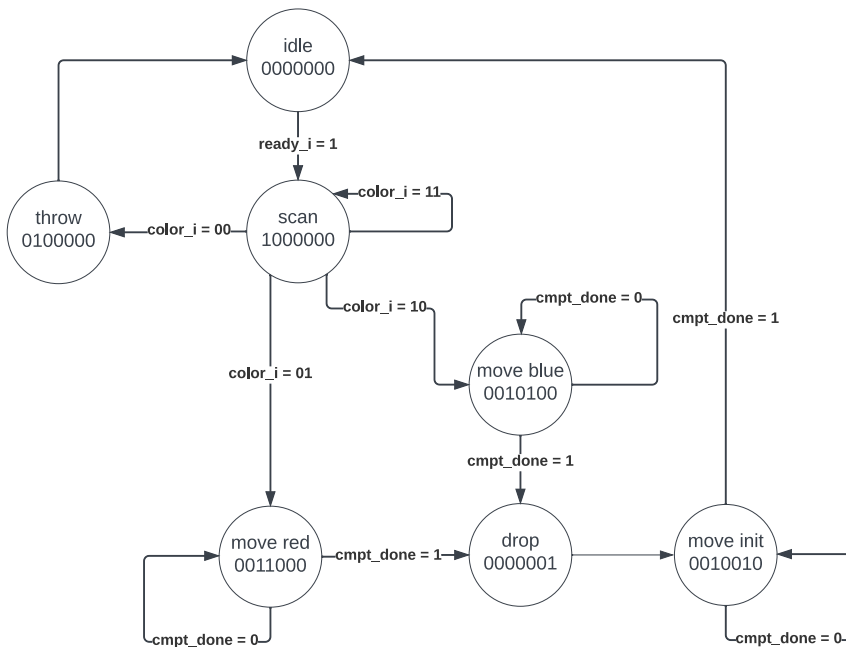 idle
0000000
ready_i = 1
color_i = 11
throw
0100000
color_i = 00
scan
1000000
cmpt_done = 0
color_i = 10
cmpt_done = 1
move blue
0010100
color_i = 01
cmpt_done = 1
move red
0011000
cmpt_done = 1
drop
0000001
move init
0010010
cmpt_done = 0
cmpt_done = 0